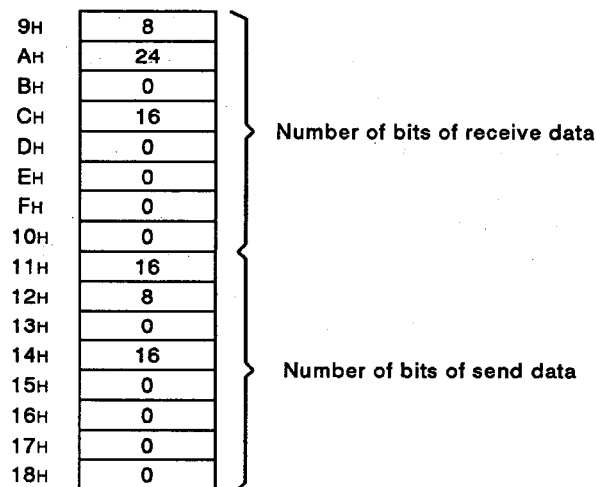 9H 8
AH 24
BH 0
CH 16
DH 0
EH 0
FH 0
10H 0
Number of bits of receive data
11H 16
12H 8
13H 0
14H 16
15H 0
16H 0
17H 0
18H 0
Number of bits of send data